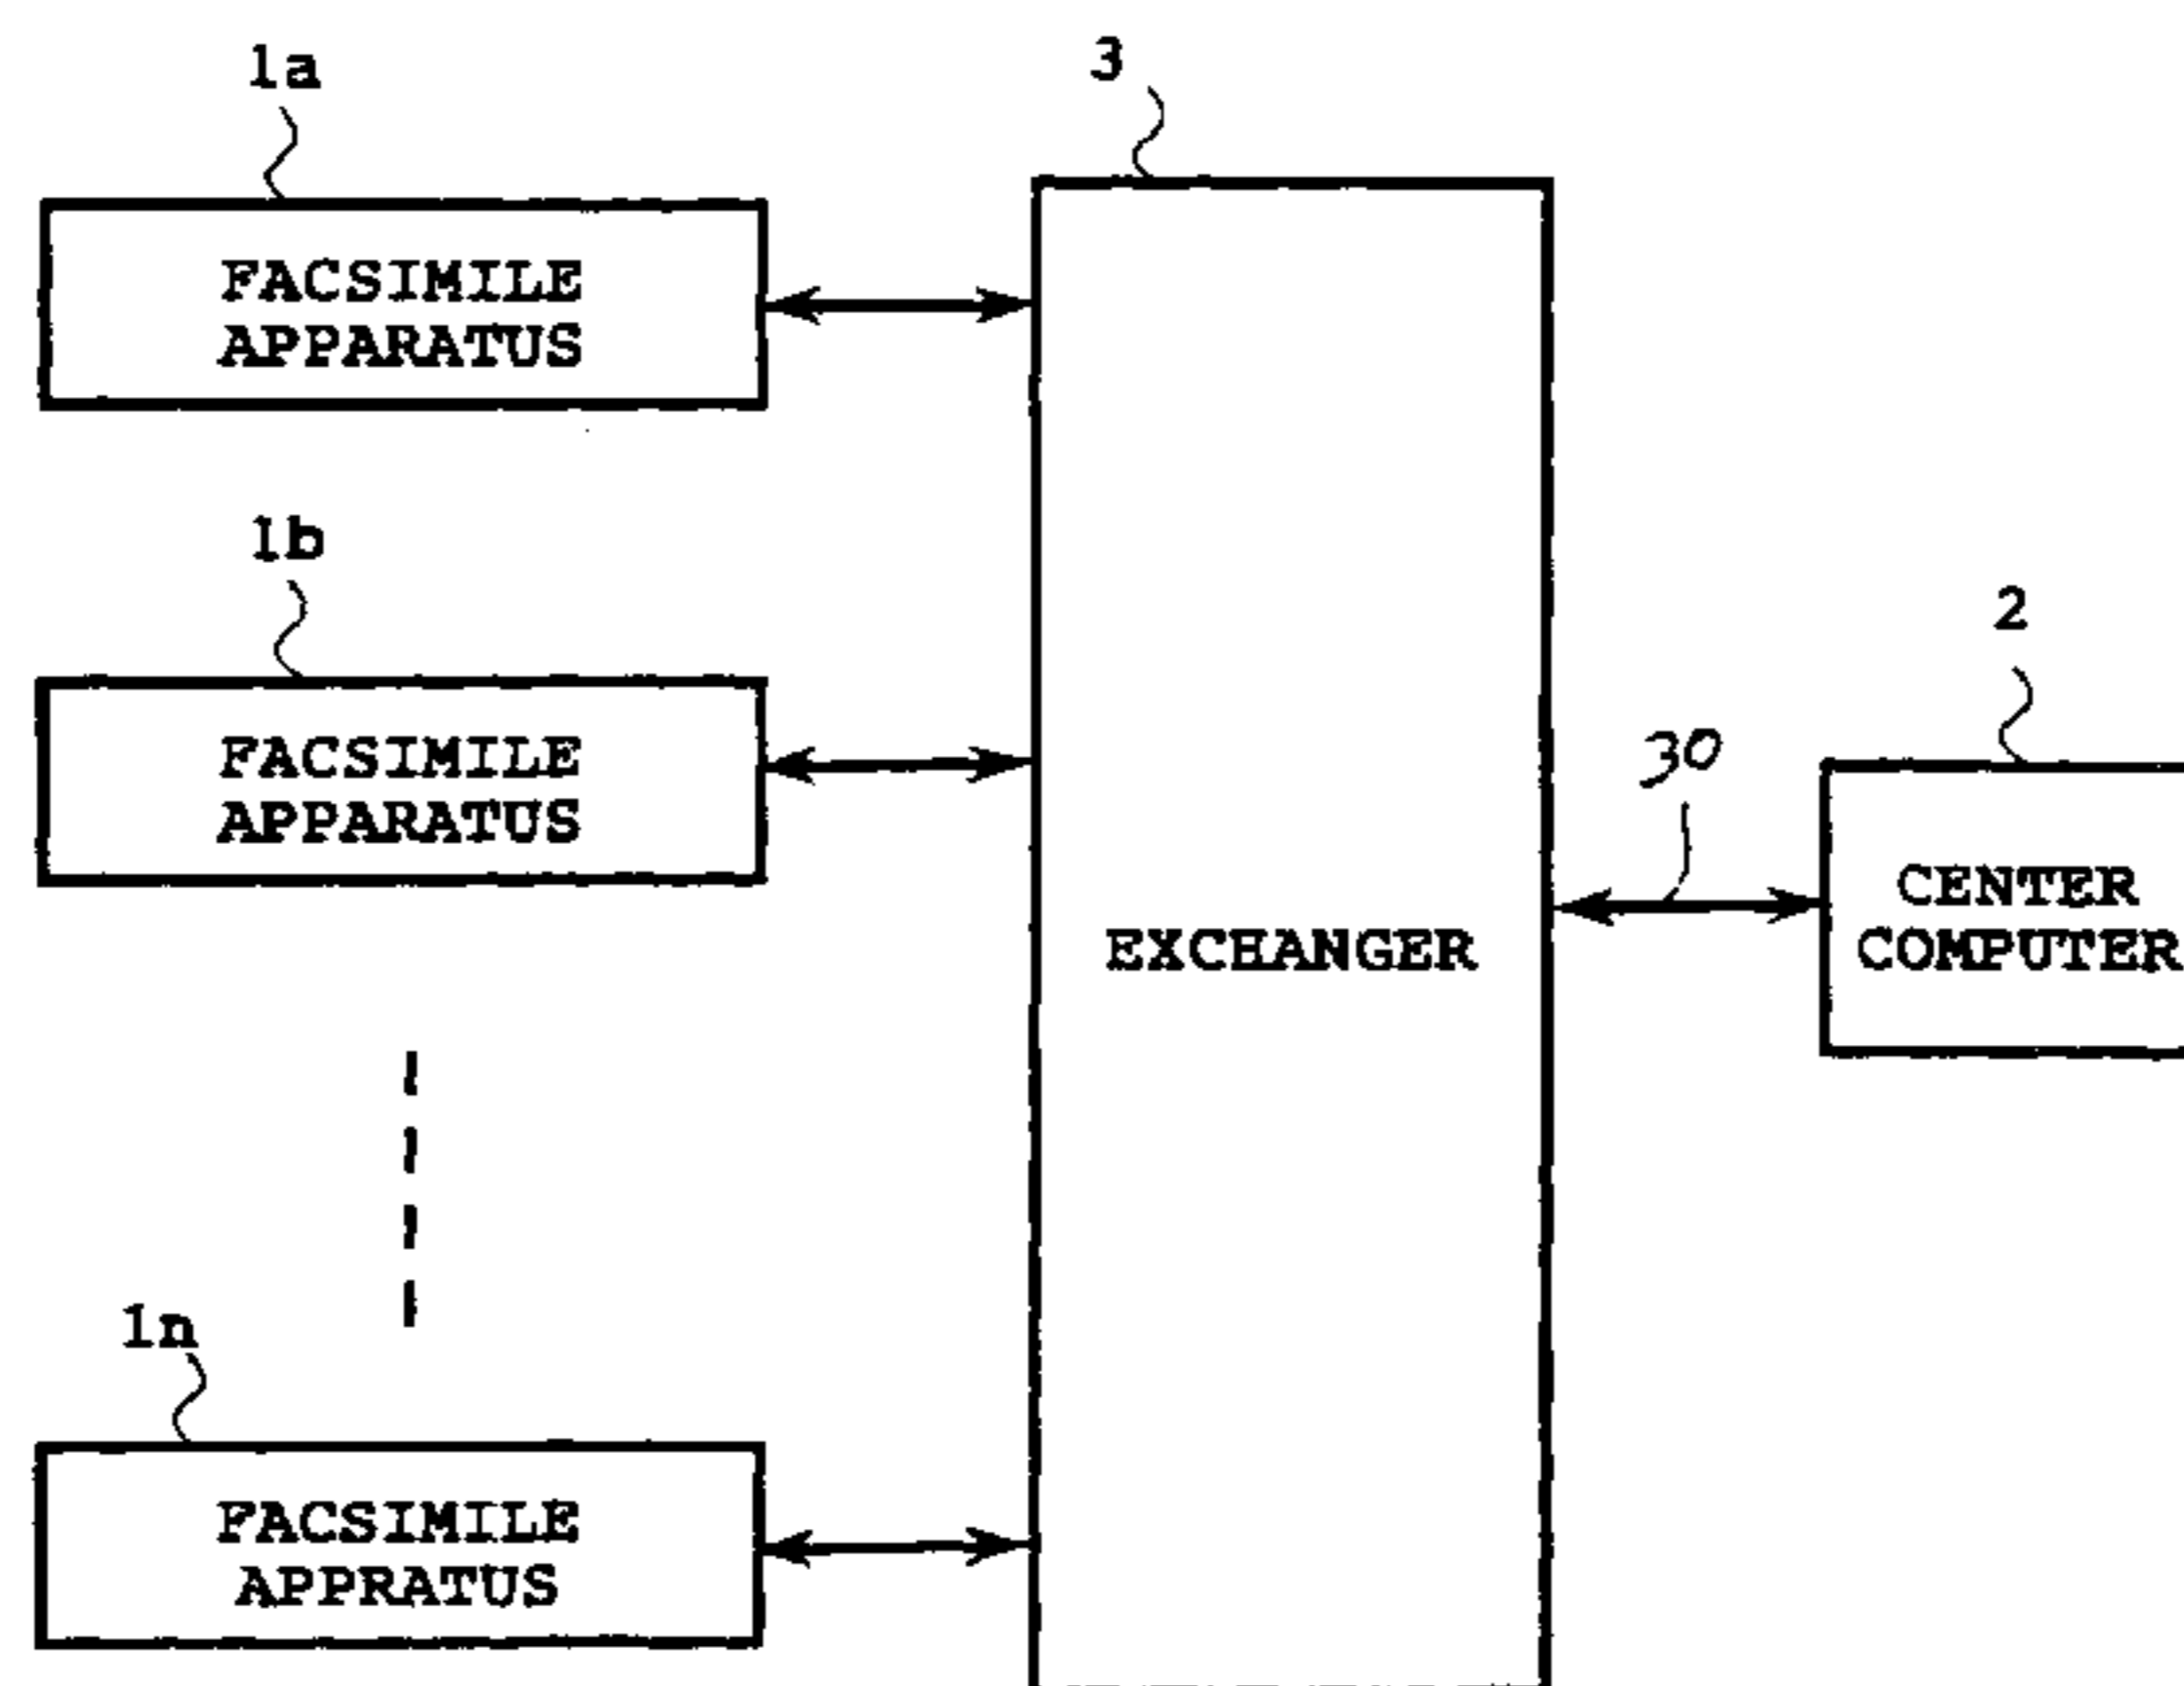 1a
3
FACSIMILE
APPARATUS
1b
2
FACSIMILE
APPARATUS
30
CENTER
COMPUTER
EXCHANGER
1n
FACSIMILE
APPRATUS